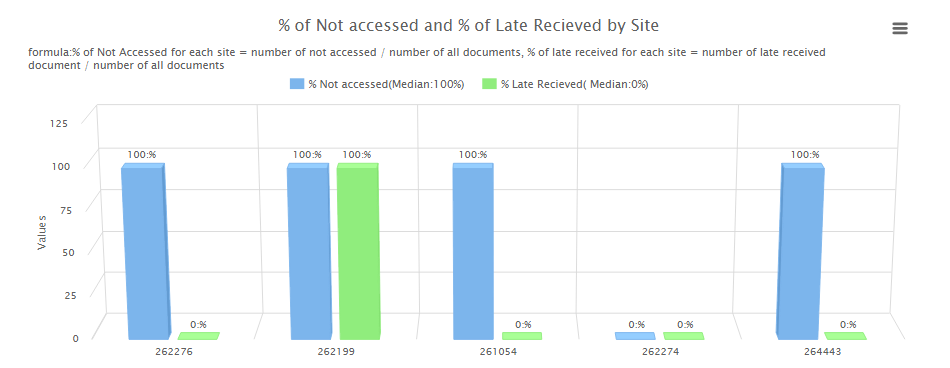 % of Not accessed and % of Late Recieved by Site
formula:% of Not Accessed for each site = number of not accessed / number of all documents, % of late received for each site = number of late received
document / number of all documents
% Not accessed(Median:100%) % Late Recieved( Median:0%)
125
100
75
50
25
0
Values
100:% 0:% 100:% 100:% 100:% 0:% 0:% 0:% 100:% 0:%
262276 262199 261054 262274 264443